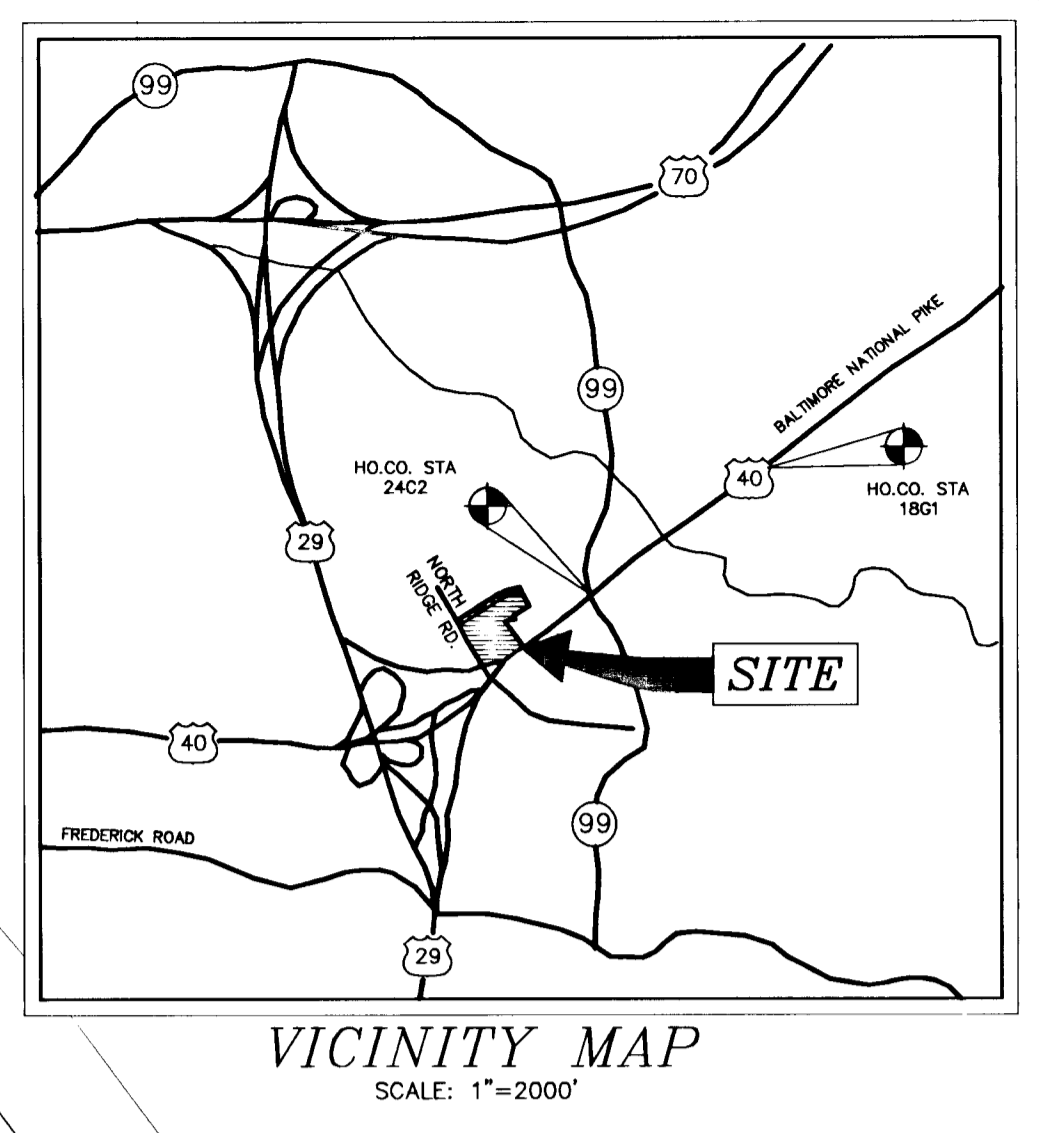 99
70
BALTIMORE NATIONAL PIKE
99
HO.CO. STA
24C2
40
HO.CO. STA
18G1
29
NORTH
RIDGE RD.
SITE
40
99
FREDERICK ROAD
29
VICINITY MAP
SCALE: 1"=2000'